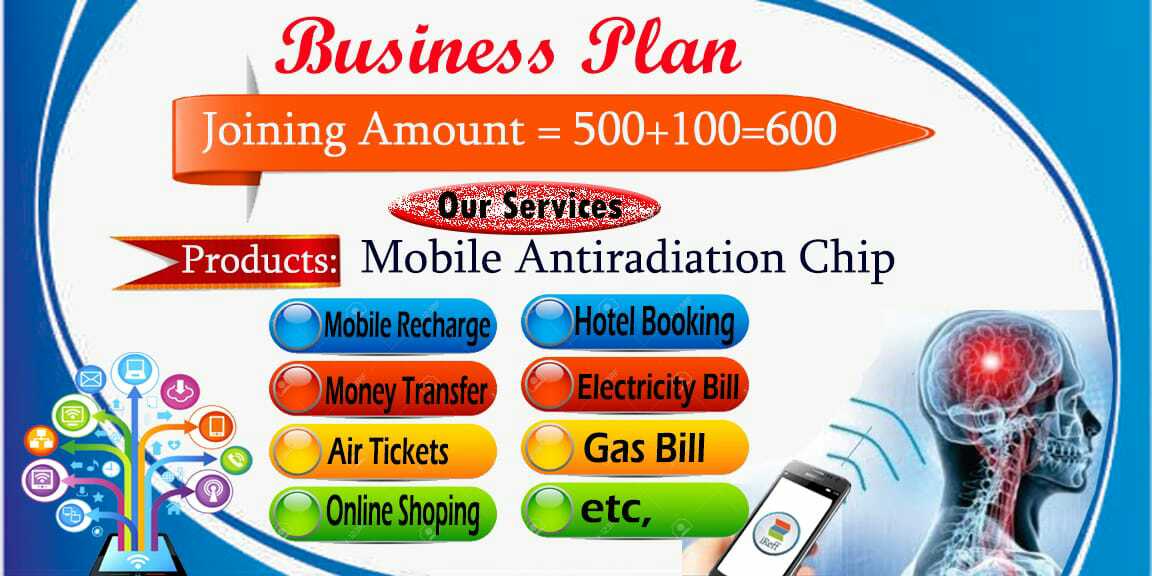 Business Plan
Joining Amount = 500+100=600
Our Services
Products: Mobile Antiradiation Chip
Mobile Recharge
Hotel Booking
Money Transfer
Electricity Bill
Air Tickets
Gas Bill
Online Shoping
etc,
iReff